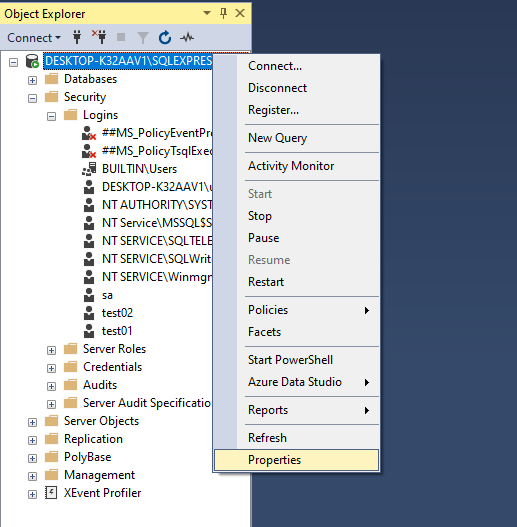 Object Explorer
Connect
DESKTOP-K32AAV1\SQLEXPRES
Databases
Security
Logins
##MS_PolicyEventPro
##MS_PolicyTsqlExec
BUILTIN\Users
DESKTOP-K32AAV1\u
NT AUTHORITY\SYST
NT Service\MSSQL$S
NT SERVICE\SQLTELE
NT SERVICE\SQLWrit
NT SERVICE\Winmgn
sa
test02
test01
Server Roles
Credentials
Audits
Server Audit Specification
Server Objects
Replication
PolyBase
Management
XEvent Profiler
Connect...
Disconnect
Register...
New Query
Activity Monitor
Start
Stop
Pause
Resume
Restart
Policies
Facets
Start PowerShell
Azure Data Studio
Reports
Refresh
Properties